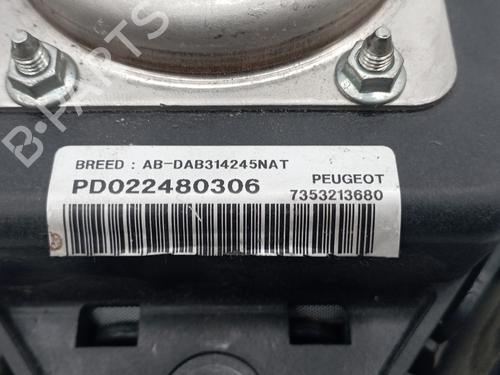 B-PARTS
BREED : AB-DAB314245NAT
PD022480306
PEUGEOT
7353213680